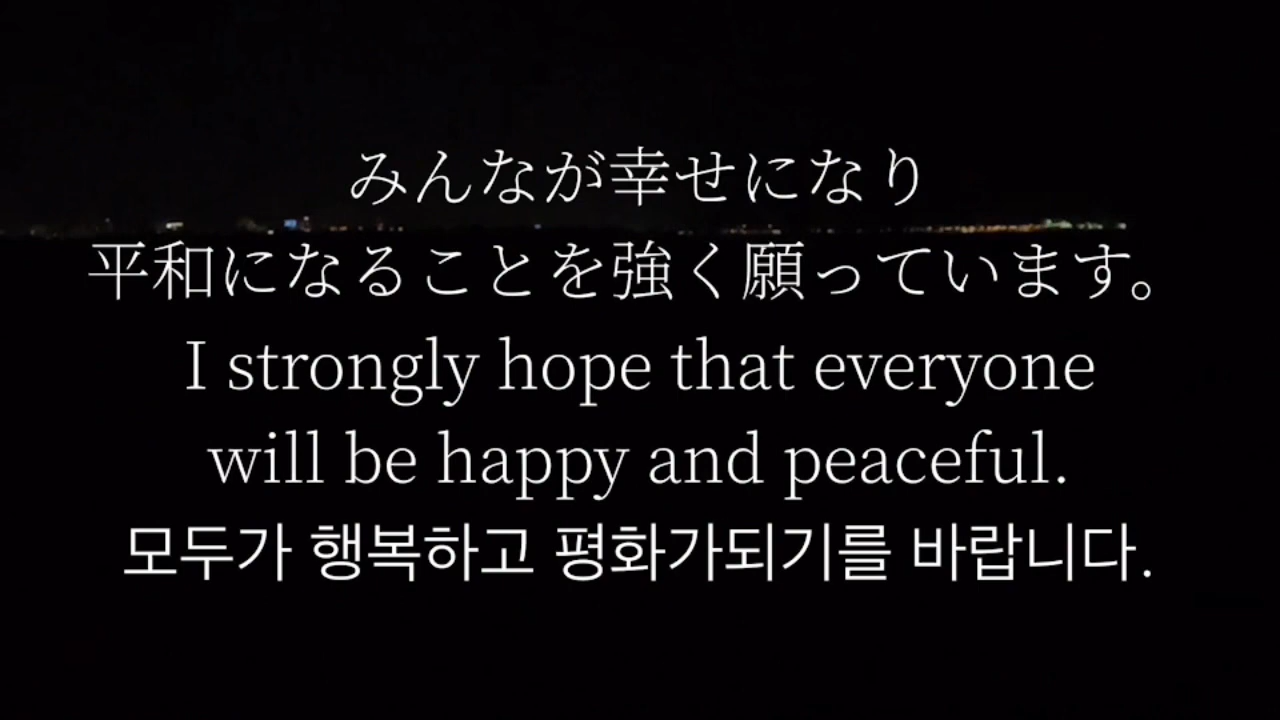 みんなが幸せになり
平和になることを強く願っています。
I strongly hope that everyone
will be happy and peaceful.
모두가 행복하고 평화가되기를 바랍니다.